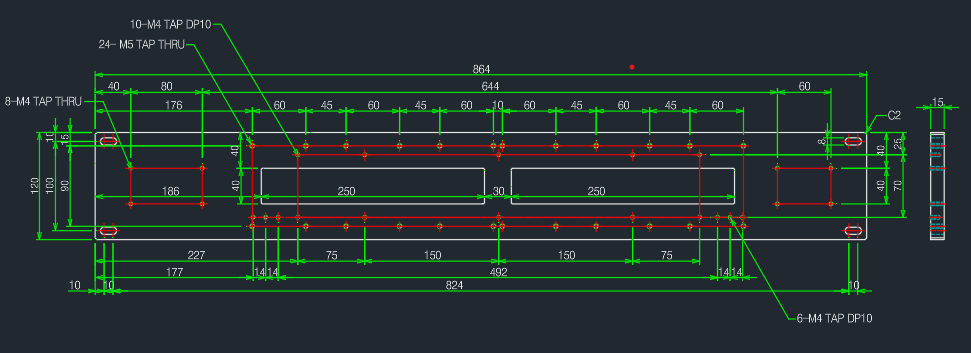 10-M4 TAP DP10
24- M5 TAP THRU
864
40 80 644 60 15
8-M4 TAP THRU
176 60 45 60 45 60 10 60 45 60 45 60
C2
10 15 8 40 25
40
120 100 90 40 40 70
186 250 30 250
227 75 150 150 75
177 14 14 492 14 14
10 10 824 10
6-M4 TAP DP10